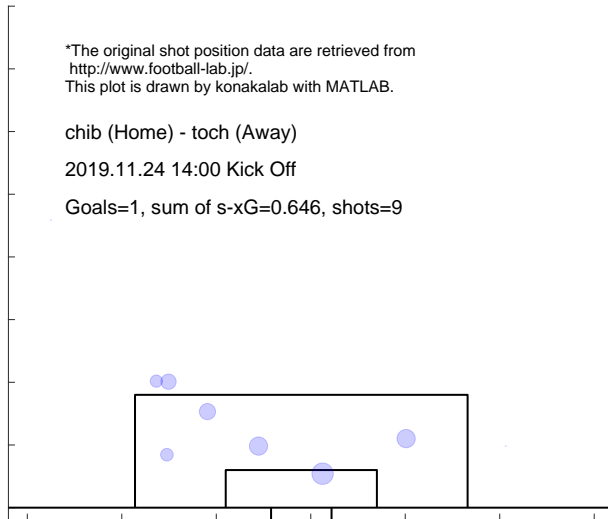 *The original shot position data are retrieved from
http://www.football-lab.jp/.
This plot is drawn by konakalab with MATLAB.
chib (Home) - toch (Away)
2019.11.24 14:00 Kick Off
Goals=1, sum of s-xG=0.646, shots=9